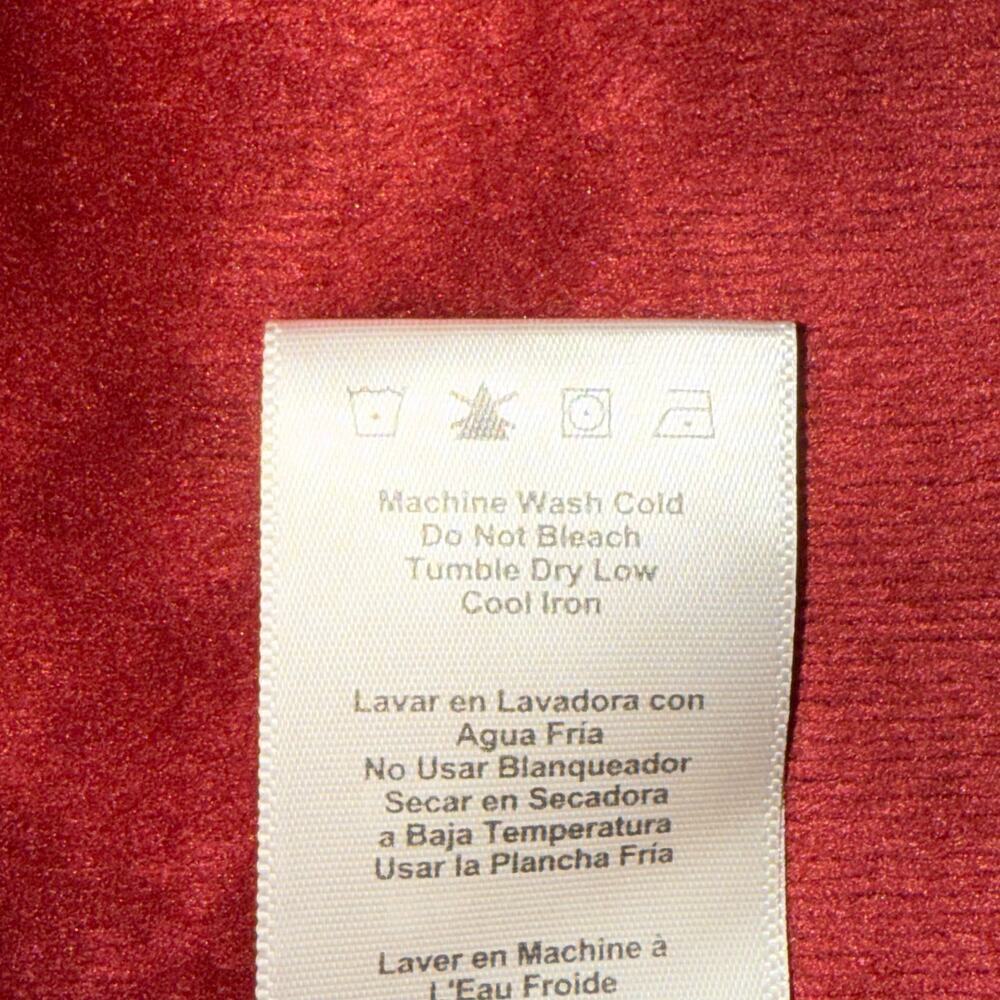 Machine Wash Cold
Do Not Bleach
Tumble Dry Low
Cool Iron
Lavar en Lavadora con
Agua Fría
No Usar Blanqueador
Secar en Secadora
a Baja Temperatura
Usar la Plancha Fría
Laver en Machine à
L'Eau Froide